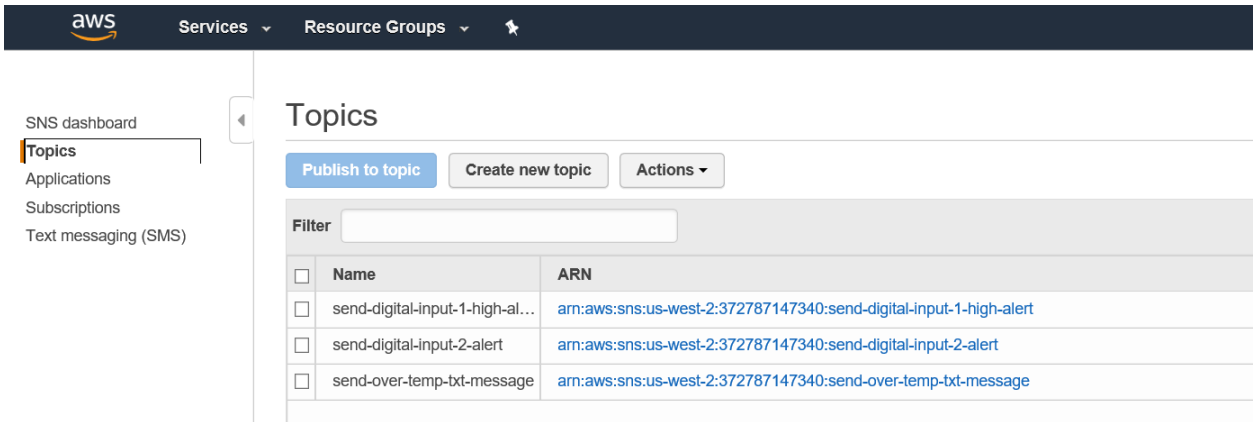 aws Services Resource Groups
SNS dashboard
Topics
Applications
Subscriptions
Text messaging (SMS)
Topics
Publish to topic Create new topic Actions
Filter
Name ARN
send-digital-input-1-high-al... arn:aws:sns:us-west-2:372787147340:send-digital-input-1-high-alert
send-digital-input-2-alert arn:aws:sns:us-west-2:372787147340:send-digital-input-2-alert
send-over-temp-txt-message arn:aws:sns:us-west-2:372787147340:send-over-temp-txt-message